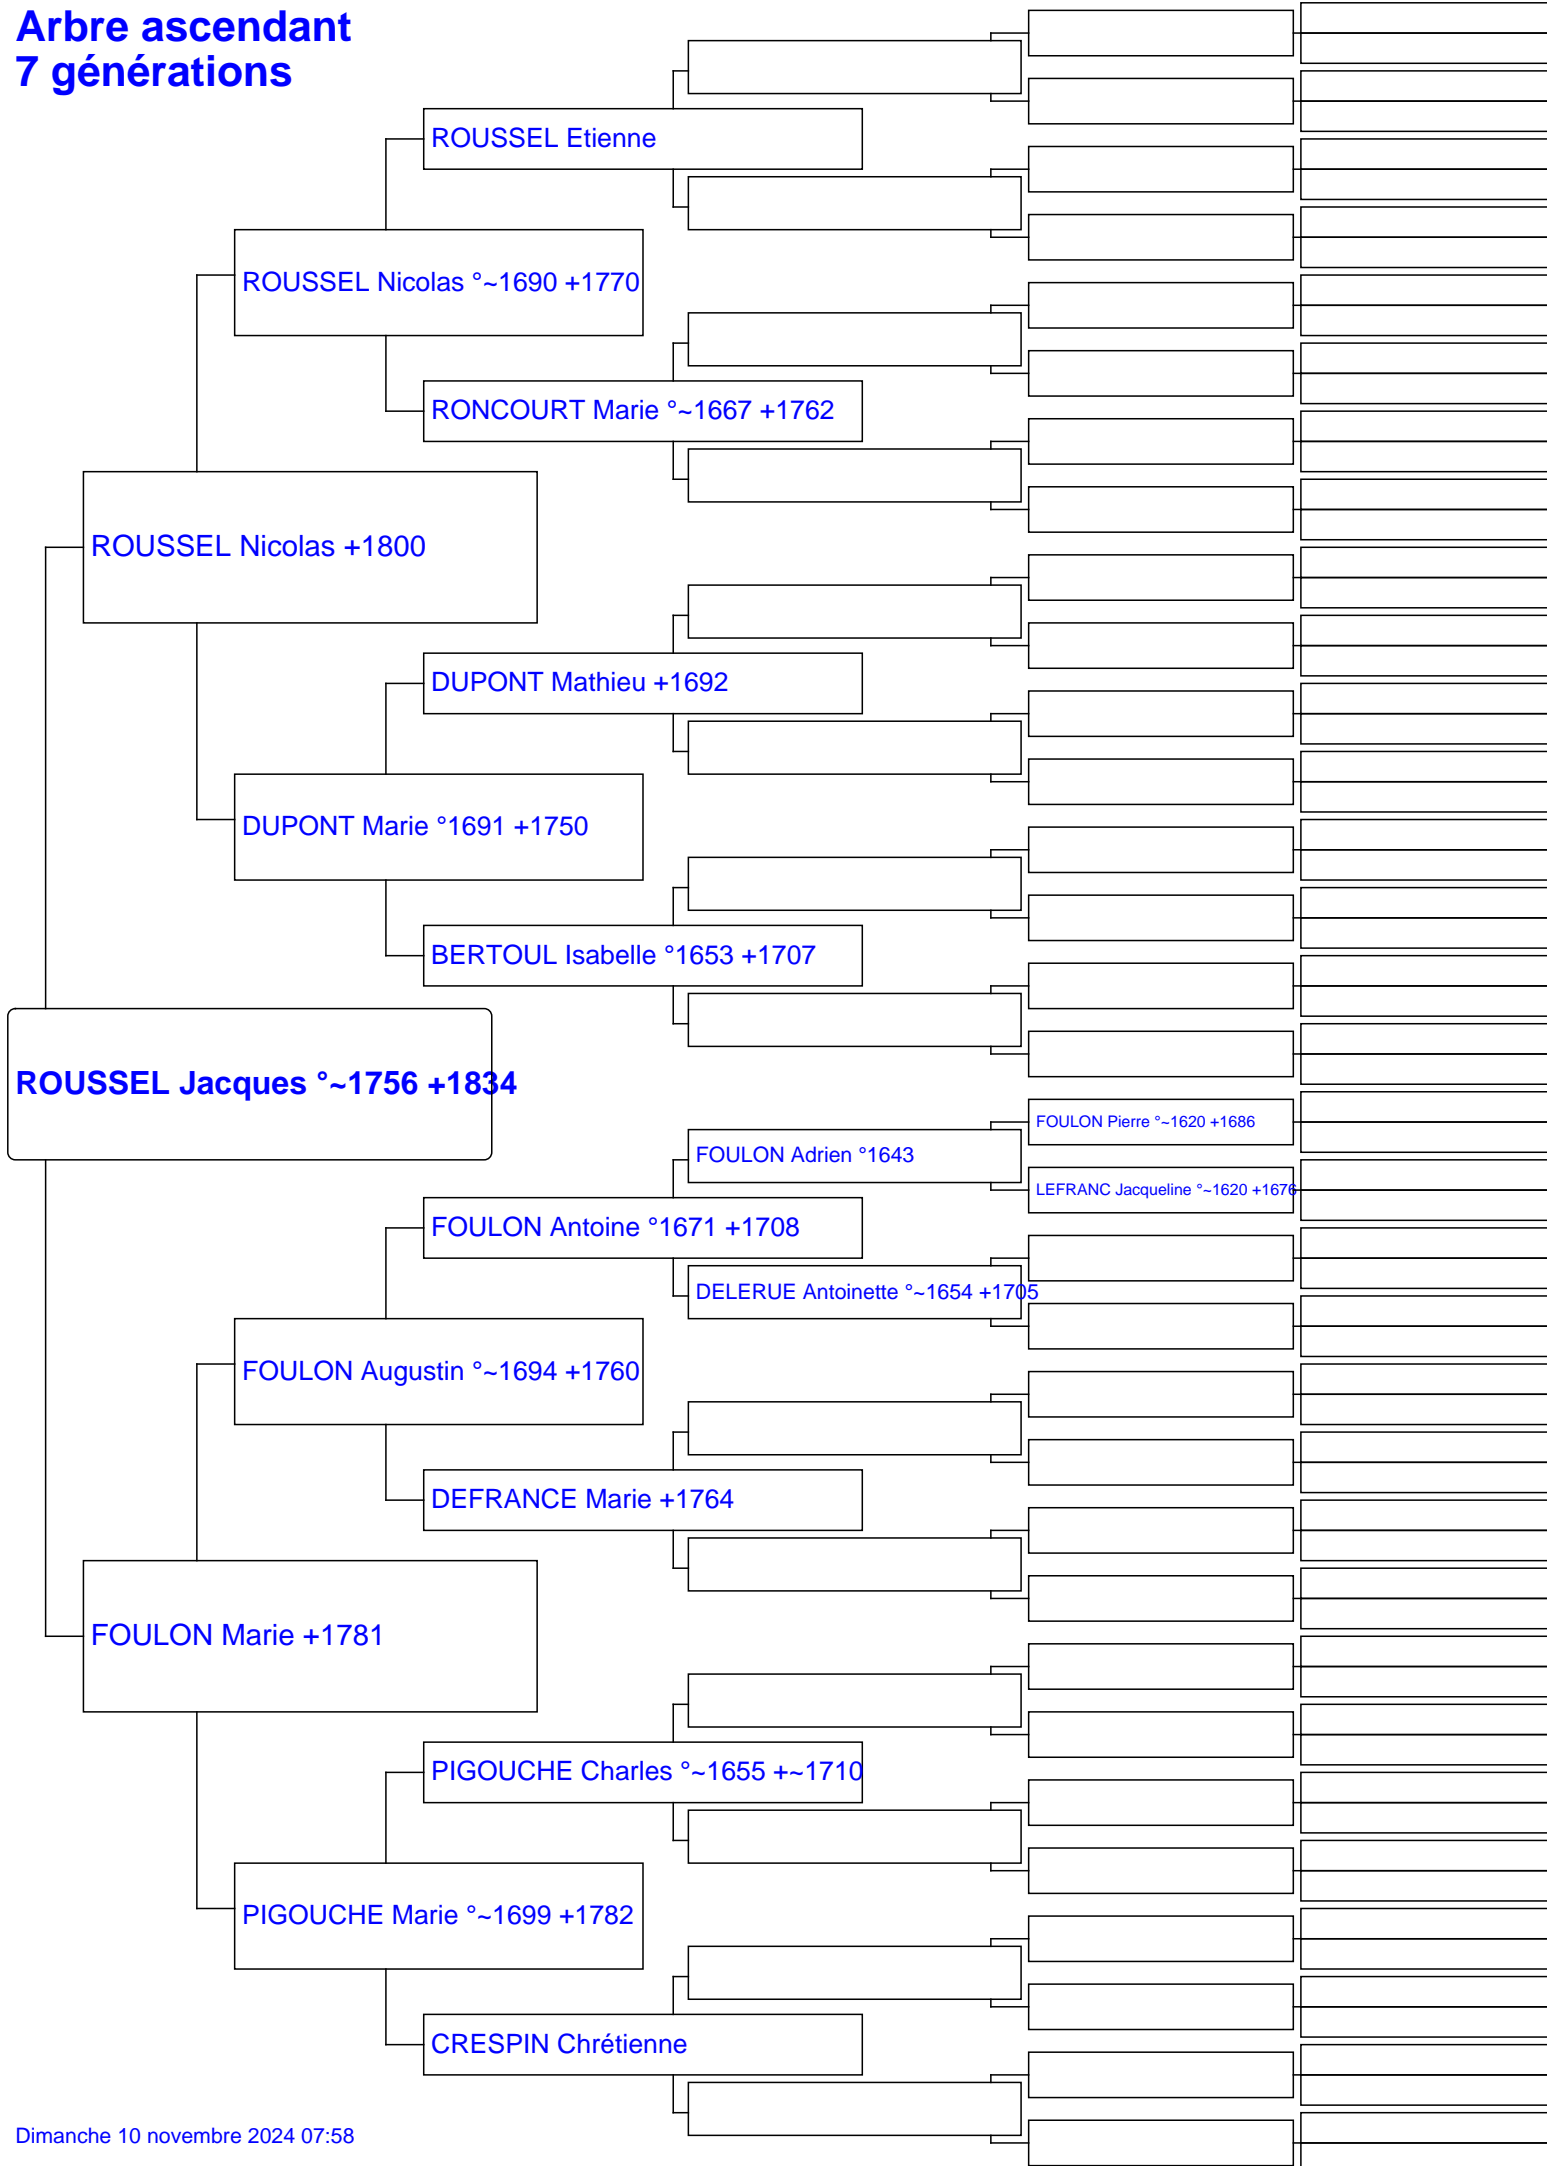 Arbre ascendant
7 générations
ROUSSEL Etienne
ROUSSEL Nicolas °~1690 +1770
RONCOURT Marie °~1667 +1762
ROUSSEL Nicolas +1800
DUPONT Mathieu +1692
DUPONT Marie °1691 +1750
BERTOUL Isabelle °1653 +1707
ROUSSEL Jacques °~1756 +1834
FOULON Pierre °~1620 +1686
FOULON Adrien °1643
LEFRANC Jacqueline °~1620 +1676
FOULON Antoine °1671 +1708
DELERUE Antoinette °~1654 +1705
FOULON Augustin °~1694 +1760
DEFRANCE Marie +1764
FOULON Marie +1781
PIGOUCHE Charles °~1655 +~1710
PIGOUCHE Marie °~1699 +1782
CRESPIN Chrétienne
Dimanche 10 novembre 2024 07:58